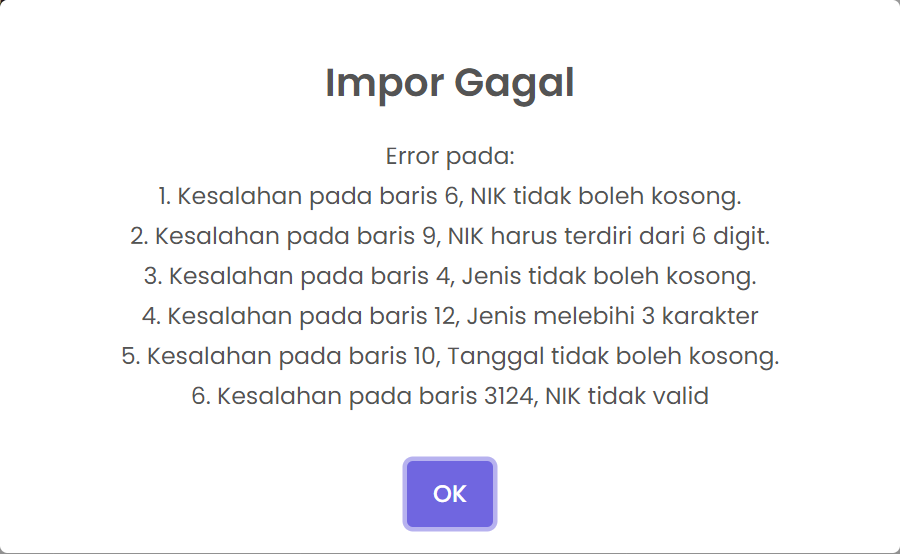 Impor Gagal
Error pada:
1. Kesalahan pada baris 6, NIK tidak boleh kosong.
2. Kesalahan pada baris 9, NIK harus terdiri dari 6 digit.
3. Kesalahan pada baris 4, Jenis tidak boleh kosong.
4. Kesalahan pada baris 12, Jenis melebihi 3 karakter
5. Kesalahan pada baris 10, Tanggal tidak boleh kosong.
6. Kesalahan pada baris 3124, NIK tidak valid
OK